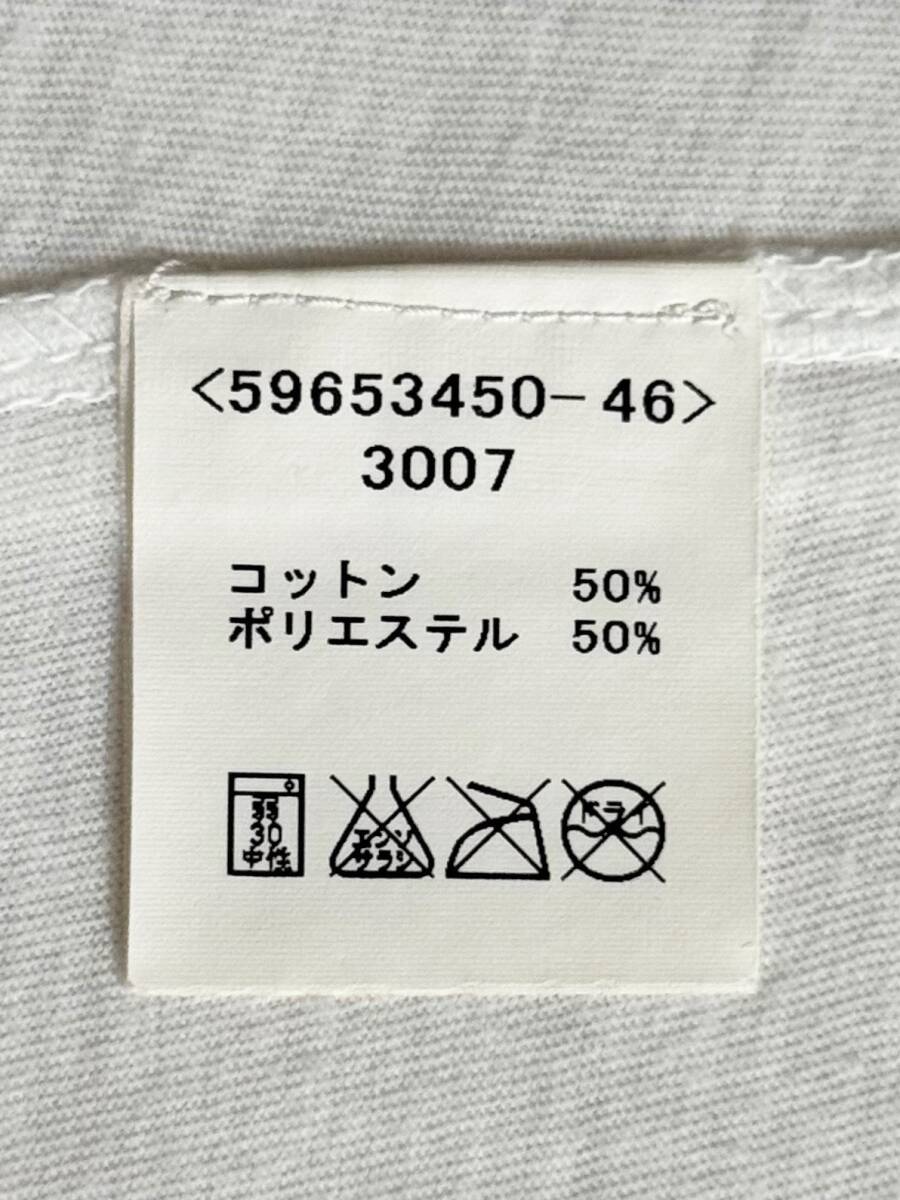 <59653450-46>
3007
コットン 50%
ポリエステル 50%
弱
30
中性
エンソ
サラシ
ドライ